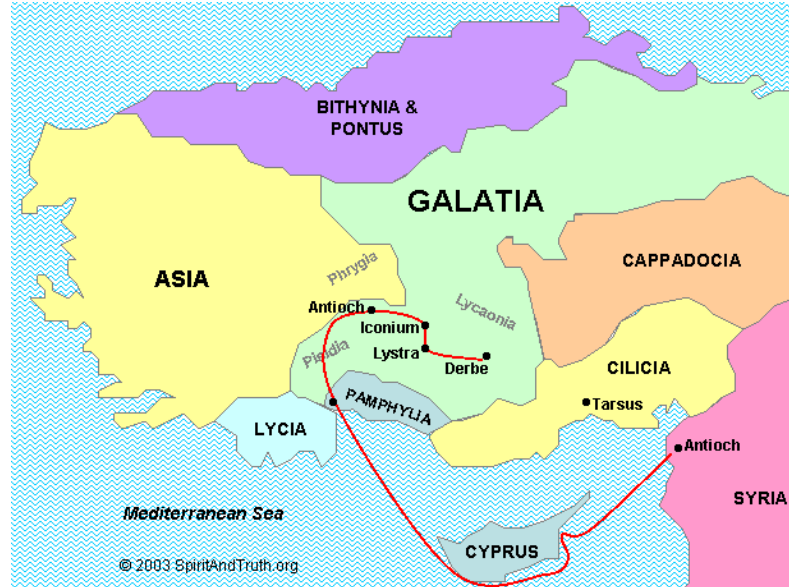 BITHYNIA &
PONTUS
GALATIA
ASIA
Phrygia
CAPPADOCIA
Antioch
Lycaonia
Iconium
Pisidia
Lystra
Derbe
CILICIA
PAMPHYLIA
Tarsus
LYCIA
Antioch
SYRIA
Mediterranean Sea
CYPRUS
© 2003 SpiritAndTruth.org